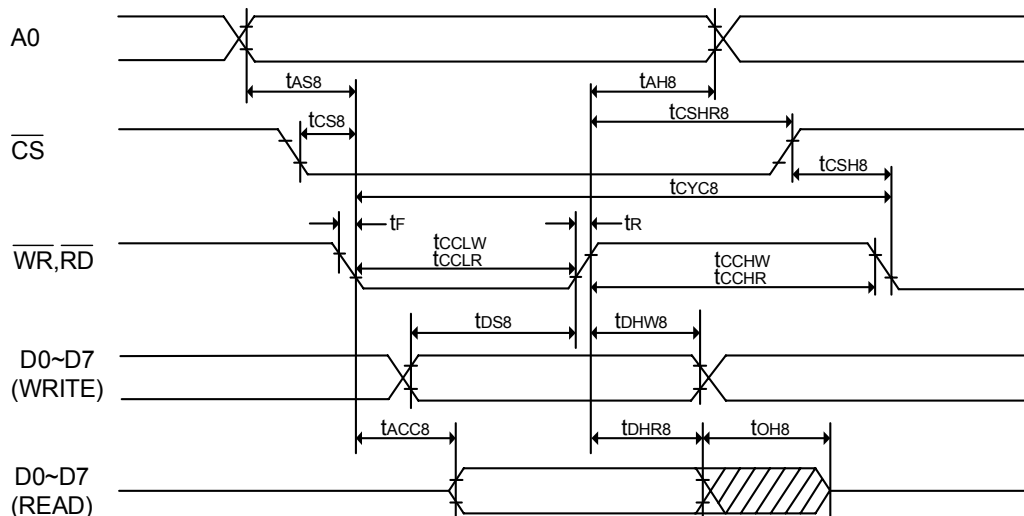 A0
tAS8
tAH8
tCS8
tCSHR8
CS
tCSH8
tCYC8
tF
tR
WR,RD
tCCLW
tCCLR
tCCHW
tCCHR
tDS8
tDHW8
D0~D7
(WRITE)
tACC8
tDHR8
tOH8
D0~D7
(READ)